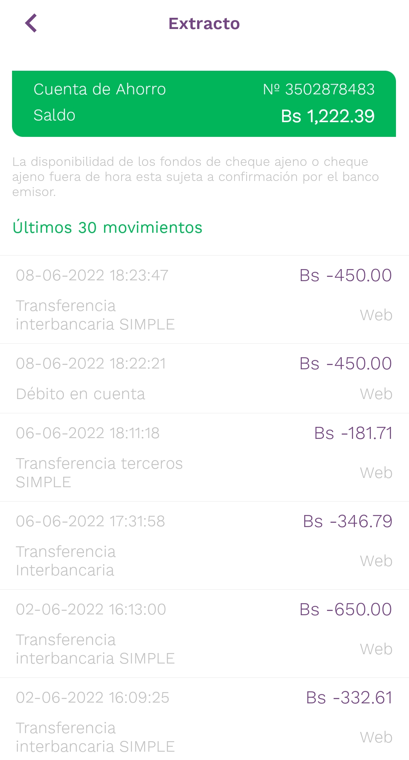 Extracto
Cuenta de Ahorro Nº 3502878483
Saldo Bs 1,222.39
La disponibilidad de los fondos de cheque ajeno o cheque
ajeno fuera de hora esta sujeta a confirmación por el banco
emisor.
Últimos 30 movimientos
08-06-2022 18:23:47 Bs -450.00
Transferencia
interbancaria SIMPLE Web
08-06-2022 18:22:21 Bs -450.00
Débito en cuenta Web
06-06-2022 18:11:18 Bs -181.71
Transferencia terceros
SIMPLE Web
06-06-2022 17:31:58 Bs -346.79
Transferencia
Interbancaria Web
02-06-2022 16:13:00 Bs -650.00
Transferencia
interbancaria SIMPLE Web
02-06-2022 16:09:25 Bs -332.61
Transferencia
interbancaria SIMPLE Web